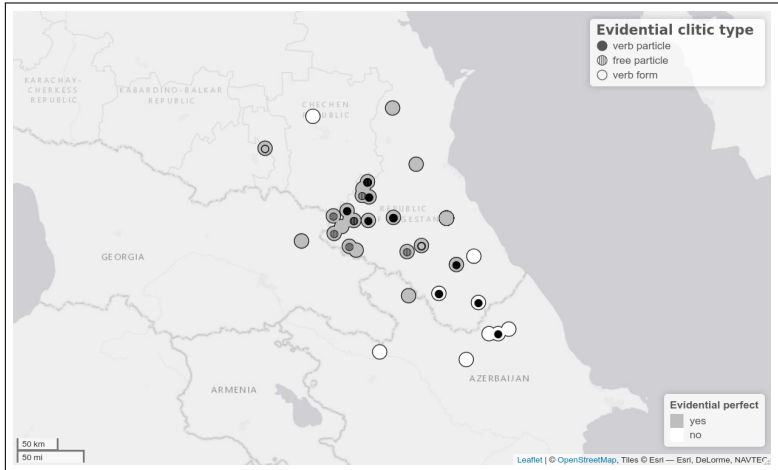 Evidential clitic type
verb particle
free particle
verb form
KARACHAY-
CHERKESS
REPUBLIC
KABARDINO-BALKAR
REPUBLIC
CHECHEN
REPUBLIC
REPUBLIC
GEORGIA
ARMENIA
AZERBAIJAN
Evidential perfect
yes
no
50 km
50 mi
Leaflet | © OpenStreetMap, Tiles © Esri — Esri, DeLorme, NAVTEQ